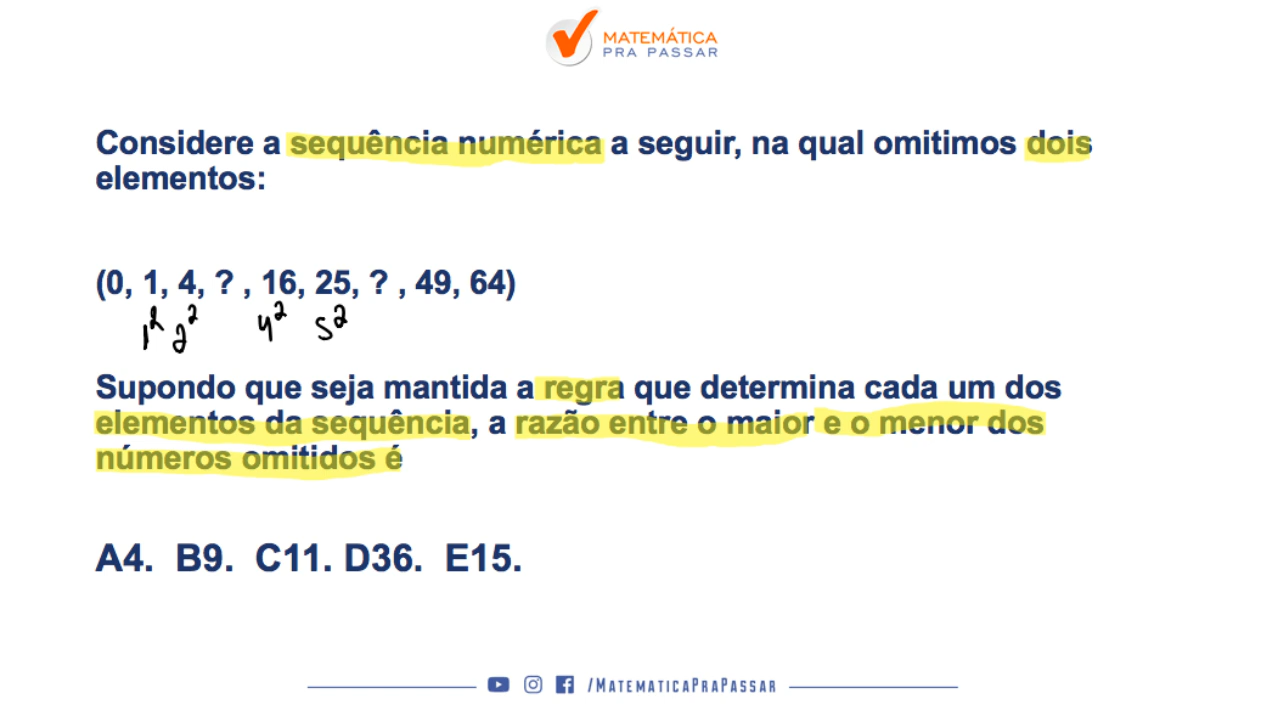 MATEMÁTICA
PRA PASSAR
Considere a sequência numérica a seguir, na qual omitimos dois
elementos:
(0, 1, 4, ? , 16, 25, ? , 49, 64)
1² 2² 4² 5²
Supondo que seja mantida a regra que determina cada um dos
elementos da sequência, a razão entre o maior e o menor dos
números omitidos é
A4. B9. C11. D36. E15.
/MATEMATICAPRAPASSAR